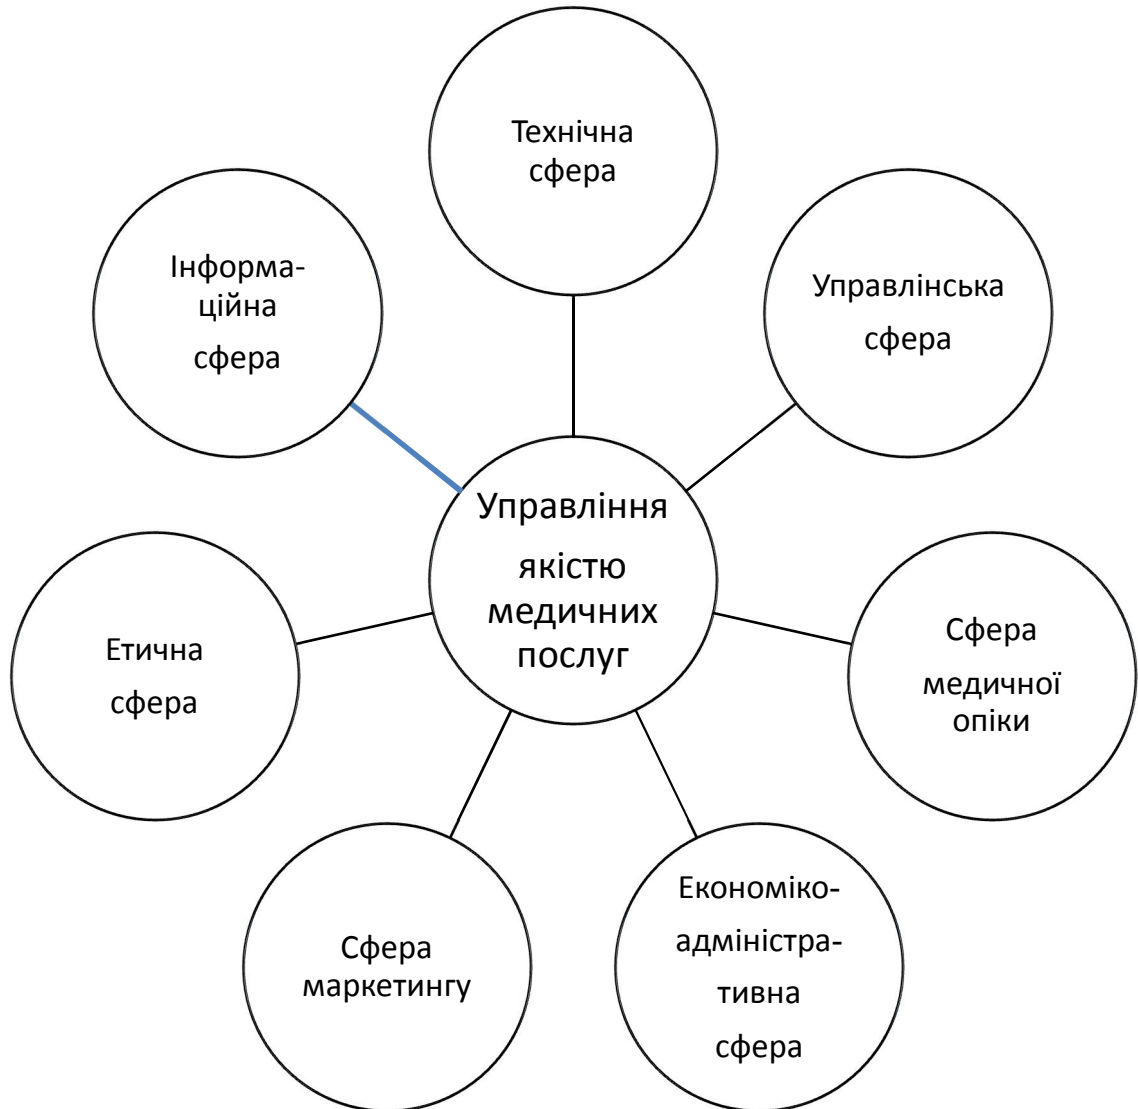 Технічна
сфера
Інформа-
ційна
сфера
Управлінська
сфера
Управління
якістю
медичних
послуг
Етична
сфера
Сфера
медичної
опіки
Сфера
маркетингу
Економіко-
адміністра-
тивна
сфера